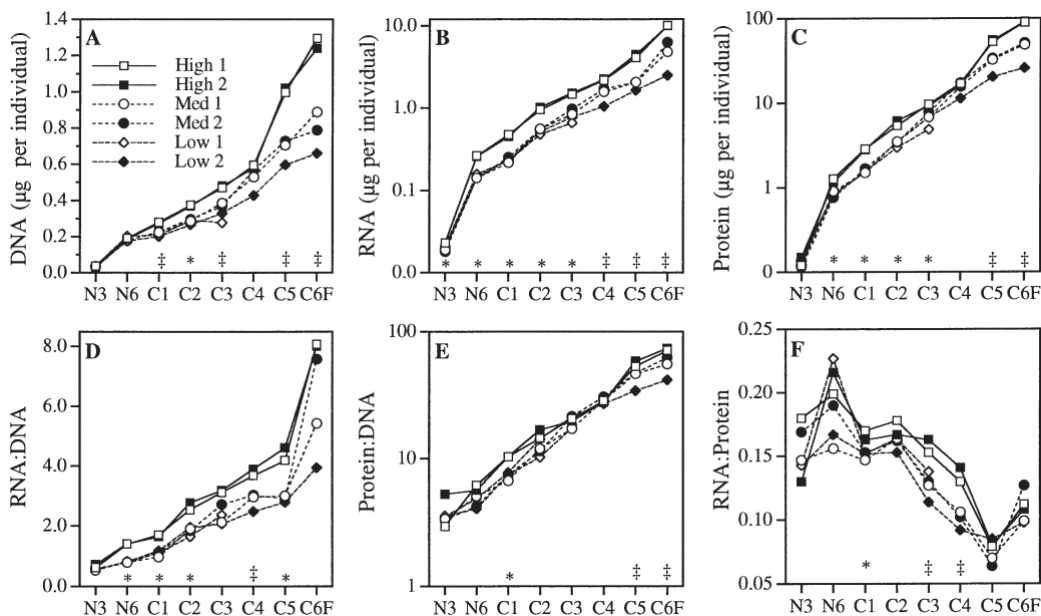 A
DNA (µg per individual)
1.4
1.2
1.0
0.8
0.6
0.4
0.2
0.0
High 1
High 2
Med 1
Med 2
Low 1
Low 2
‡ * ‡ ‡ ‡
N3 N6 C1 C2 C3 C4 C5 C6F
B
RNA (µg per individual)
10.0
1.0
0.1
0.0
* * * * * ‡ ‡ ‡
N3 N6 C1 C2 C3 C4 C5 C6F
C
Protein (µg per individual)
100
10
1
0
* * * * ‡ ‡
N3 N6 C1 C2 C3 C4 C5 C6F
D
RNA:DNA
8.0
6.0
4.0
2.0
0.0
* * * ‡ *
N3 N6 C1 C2 C3 C4 C5 C6F
E
Protein:DNA
100
10
1
* ‡ ‡
N3 N6 C1 C2 C3 C4 C5 C6F
F
RNA:Protein
0.25
0.20
0.15
0.10
0.05
* ‡ ‡
N3 N6 C1 C2 C3 C4 C5 C6F